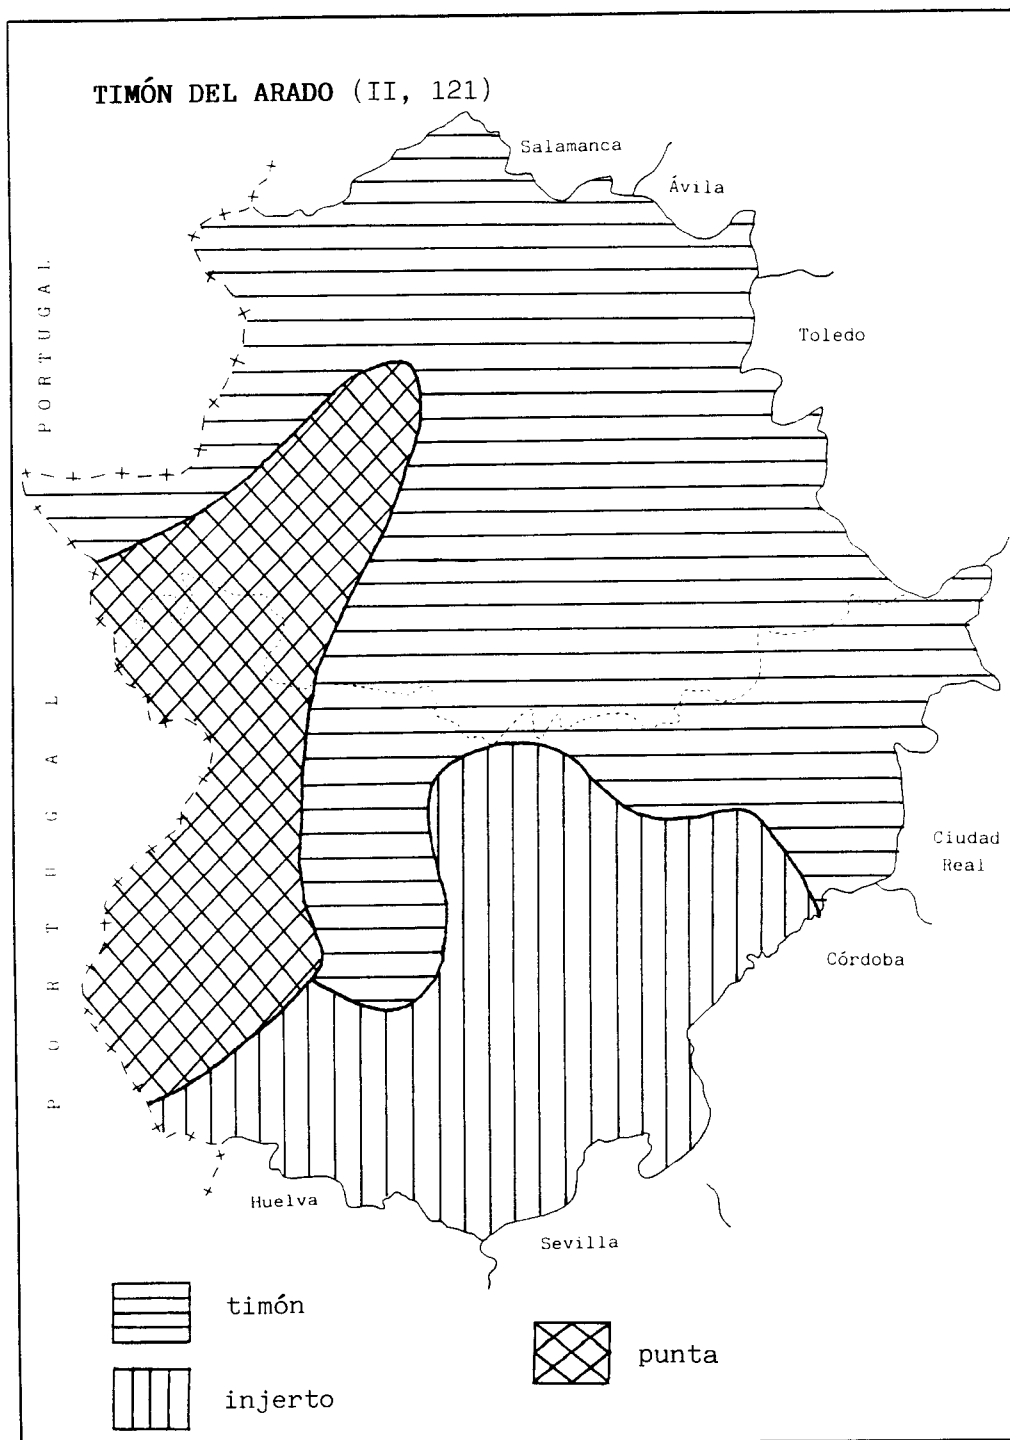 TIMÓN DEL ARADO (II, 121)
Salamanca
Ávila
PORTUGAL
Toledo
PORTUGAL
Ciudad
Real
Córdoba
Huelva
Sevilla
timón
punta
injerto